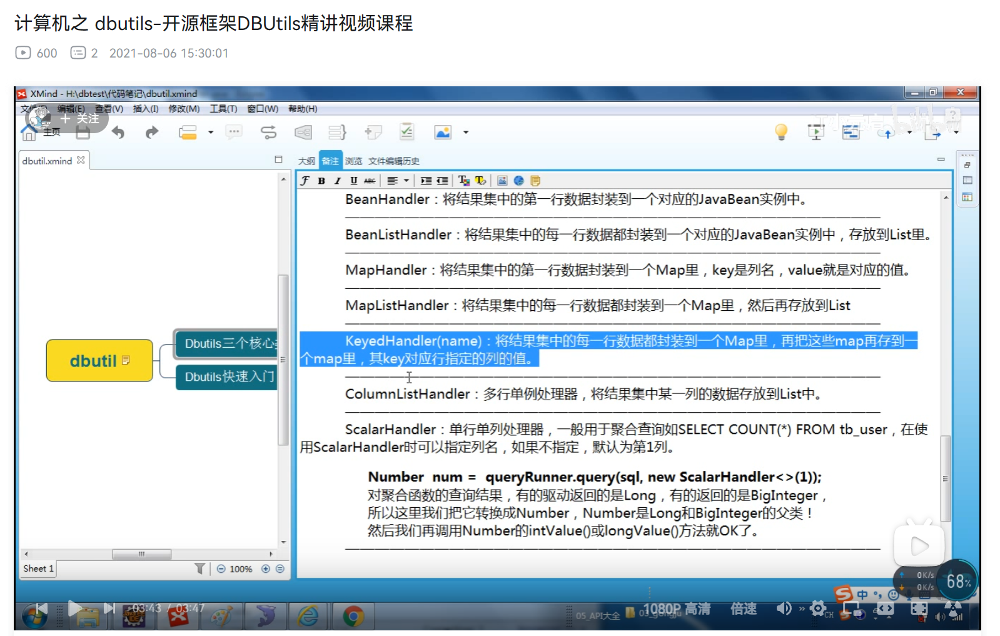 计算机之 dbutils-开源框架DBUtils精讲视频课程
600 2 2021-08-06 15:30:01
XMind - H:\dbtest\代码笔记\dbutil.xmind
编辑(E) 查看(V) 插入(I) 修改(M) 工具(T) 窗口(W) 帮助(H)
+ 关注
主页
bilibili
dbutil.xmind
大纲 备注 浏览 文件编辑历史
BeanHandler：将结果集中的第一行数据封装到一个对应的JavaBean实例中。
BeanListHandler：将结果集中的每一行数据都封装到一个对应的JavaBean实例中，存放到List里。
MapHandler：将结果集中的第一行数据封装到一个Map里，key是列名，value就是对应的值。
MapListHandler：将结果集中的每一行数据都封装到一个Map里，然后再存放到List
KeyedHandler(name)：将结果集中的每一行数据都封装到一个Map里，再把这些map再存到一
个map里，其key对应行指定的列的值。
ColumnListHandler：多行单例处理器，将结果集中某一列的数据存放到List中。
ScalarHandler：单行单列处理器，一般用于聚合查询如SELECT COUNT(*) FROM tb_user，在使
用ScalarHandler时可以指定列名，如果不指定，默认为第1列。
Number num = queryRunner.query(sql, new ScalarHandler<>(1));
对聚合函数的查询结果，有的驱动返回的是Long，有的返回的是BigInteger，
所以这里我们把它转换成Number，Number是Long和BigInteger的父类！
然后我们再调用Number的intValue()或longValue()方法就OK了。
dbutil
Dbutils三个核心
Dbutils快速入门
Sheet 1
100%
0K/s
0K/s
68%
中
03:43 / 03:47
05_API大全
1080P 高清 倍速
CH